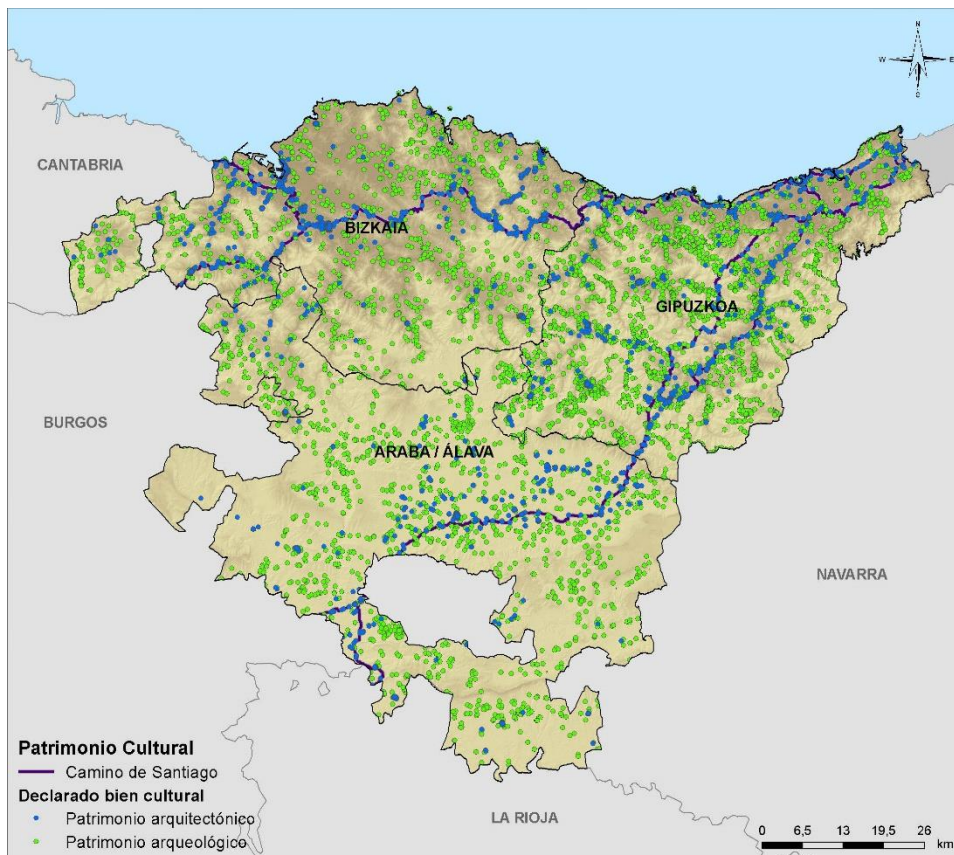 N
W
E
S
CANTABRIA
BIZKAIA
GIPUZKOA
BURGOS
ARABA / ÁLAVA
NAVARRA
LA RIOJA
Patrimonio Cultural
Camino de Santiago
Declarado bien cultural
Patrimonio arquitectónico
Patrimonio arqueológico
0 6,5 13 19,5 26
km